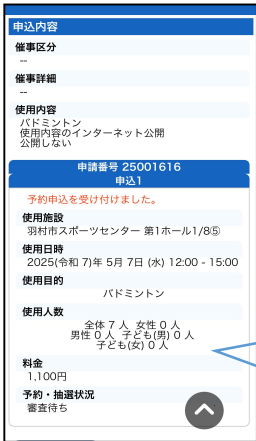 申込内容
催事区分
--
催事詳細
--
使用内容
バドミントン
使用内容のインターネット公開
公開しない
申請番号 25001616
申込1
予約申込を受け付けました。
使用施設
羽村市スポーツセンター 第1ホール1/8⑤
使用日時
2025(令和 7)年 5月 7日 (水) 12:00 - 15:00
使用目的
バドミントン
使用人数
全体 7 人 女性 0 人
男性 0 人 子ども(男) 0 人
子ども(女) 0 人
料金
1,100円
予約・抽選状況
審査待ち